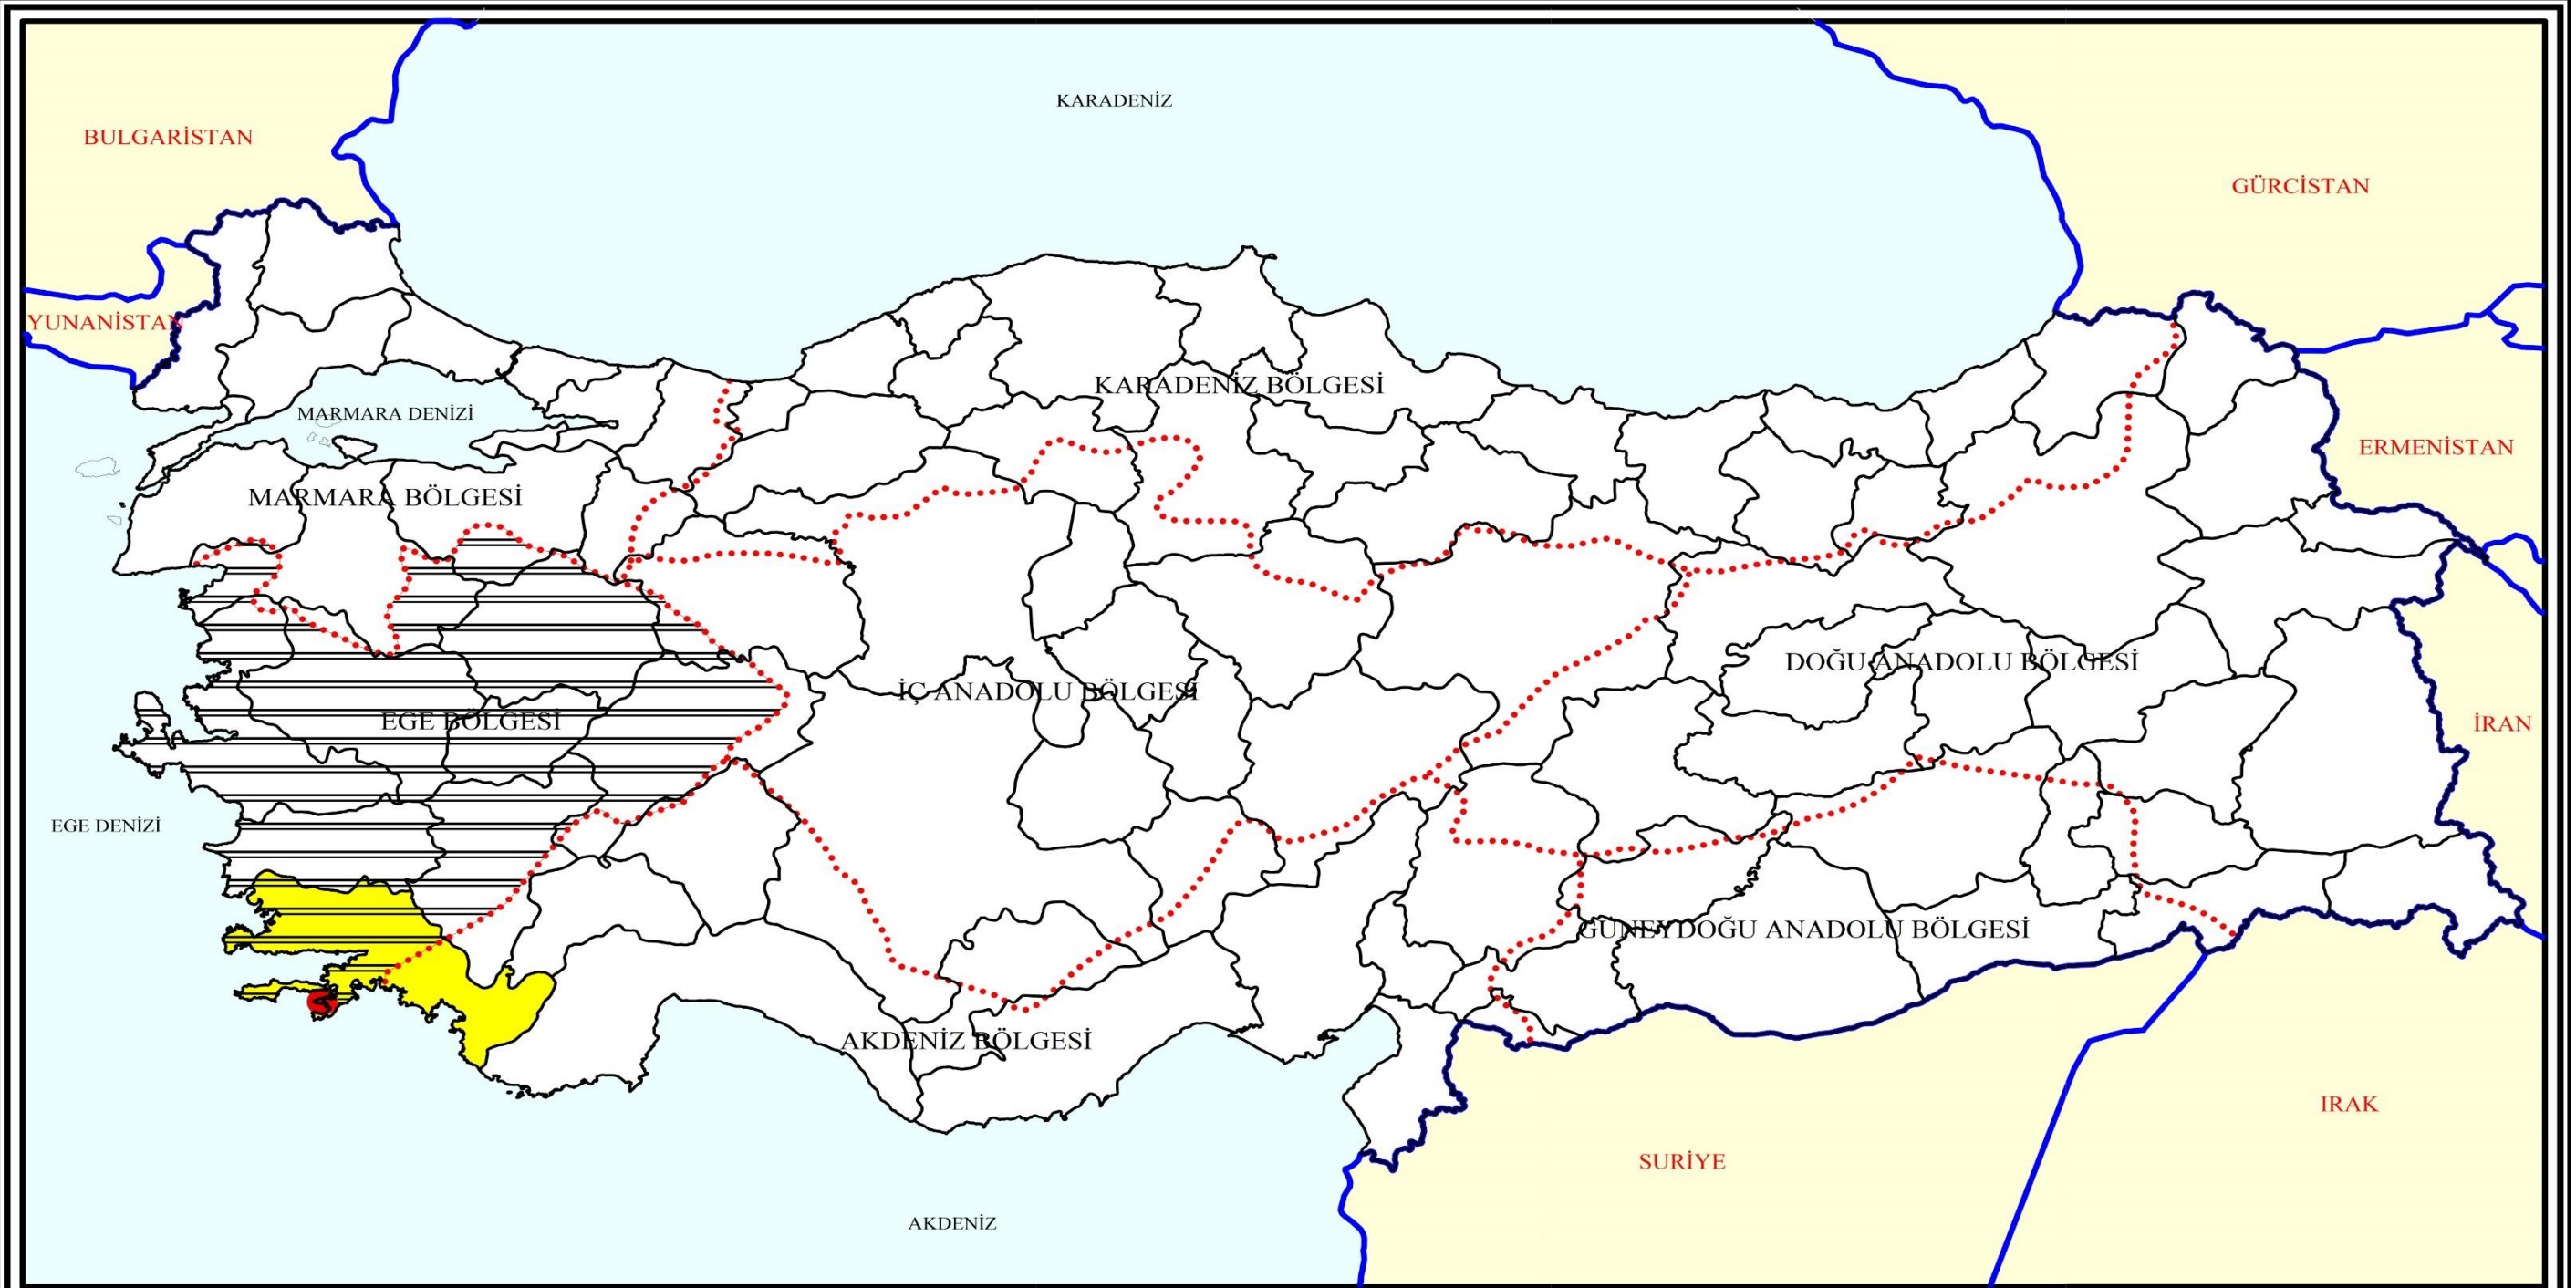 KARADENİZ
BULGARİSTAN
GÜRCİSTAN
YUNANİSTAN
KARADENİZ BÖLGESİ
MARMARA DENİZİ
ERMENİSTAN
MARMARA BÖLGESİ
DOĞU ANADOLU BÖLGESİ
İÇ ANADOLU BÖLGESİ
EGE BÖLGESİ
İRAN
EGE DENİZİ
GÜNEYDOĞU ANADOLU BÖLGESİ
AKDENİZ BÖLGESİ
IRAK
SURİYE
AKDENİZ